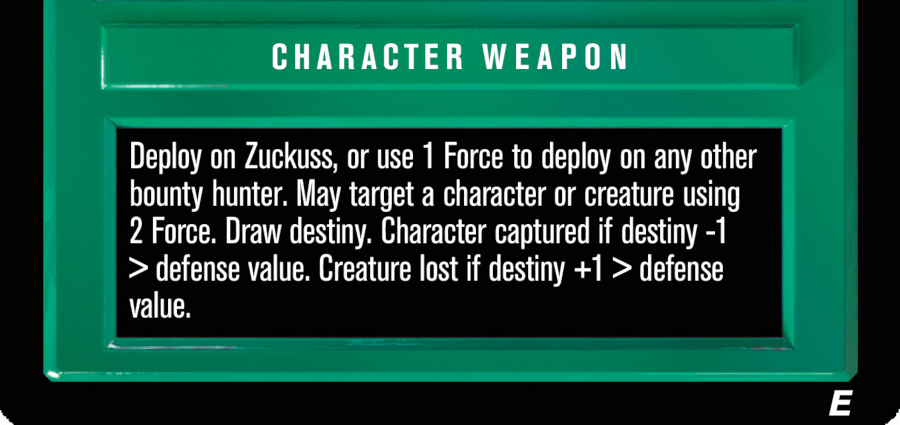 CHARACTER WEAPON
Deploy on Zuckuss, or use 1 Force to deploy on any other
bounty hunter. May target a character or creature using
2 Force. Draw destiny. Character captured if destiny -1
> defense value. Creature lost if destiny +1 > defense
value.
E